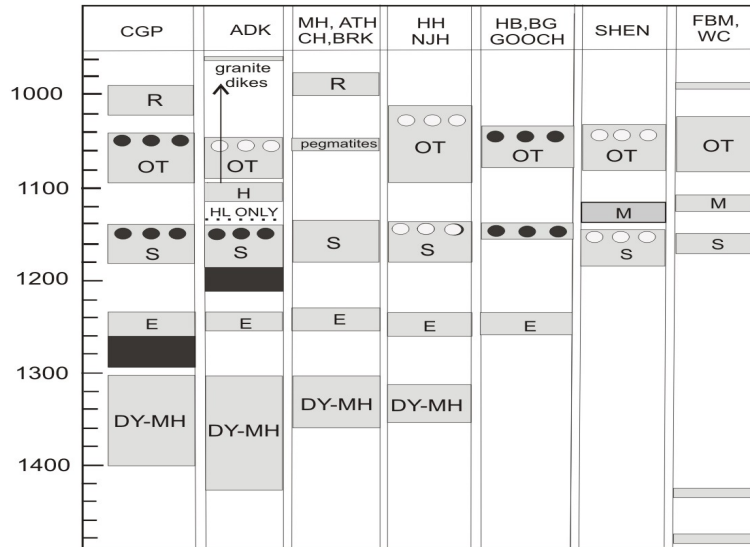 CGP
ADK
MH, ATH
CH,BRK
HH
NJH
HB,BG
GOOCH
SHEN
FBM,
WC
granite
dikes
1000
R
R
pegmatites
OT
OT
OT
OT
OT
OT
1100
H
HL ONLY
M
M
S
S
S
S
S
S
1200
E
E
E
E
E
1300
DY-MH
DY-MH
DY-MH
DY-MH
1400